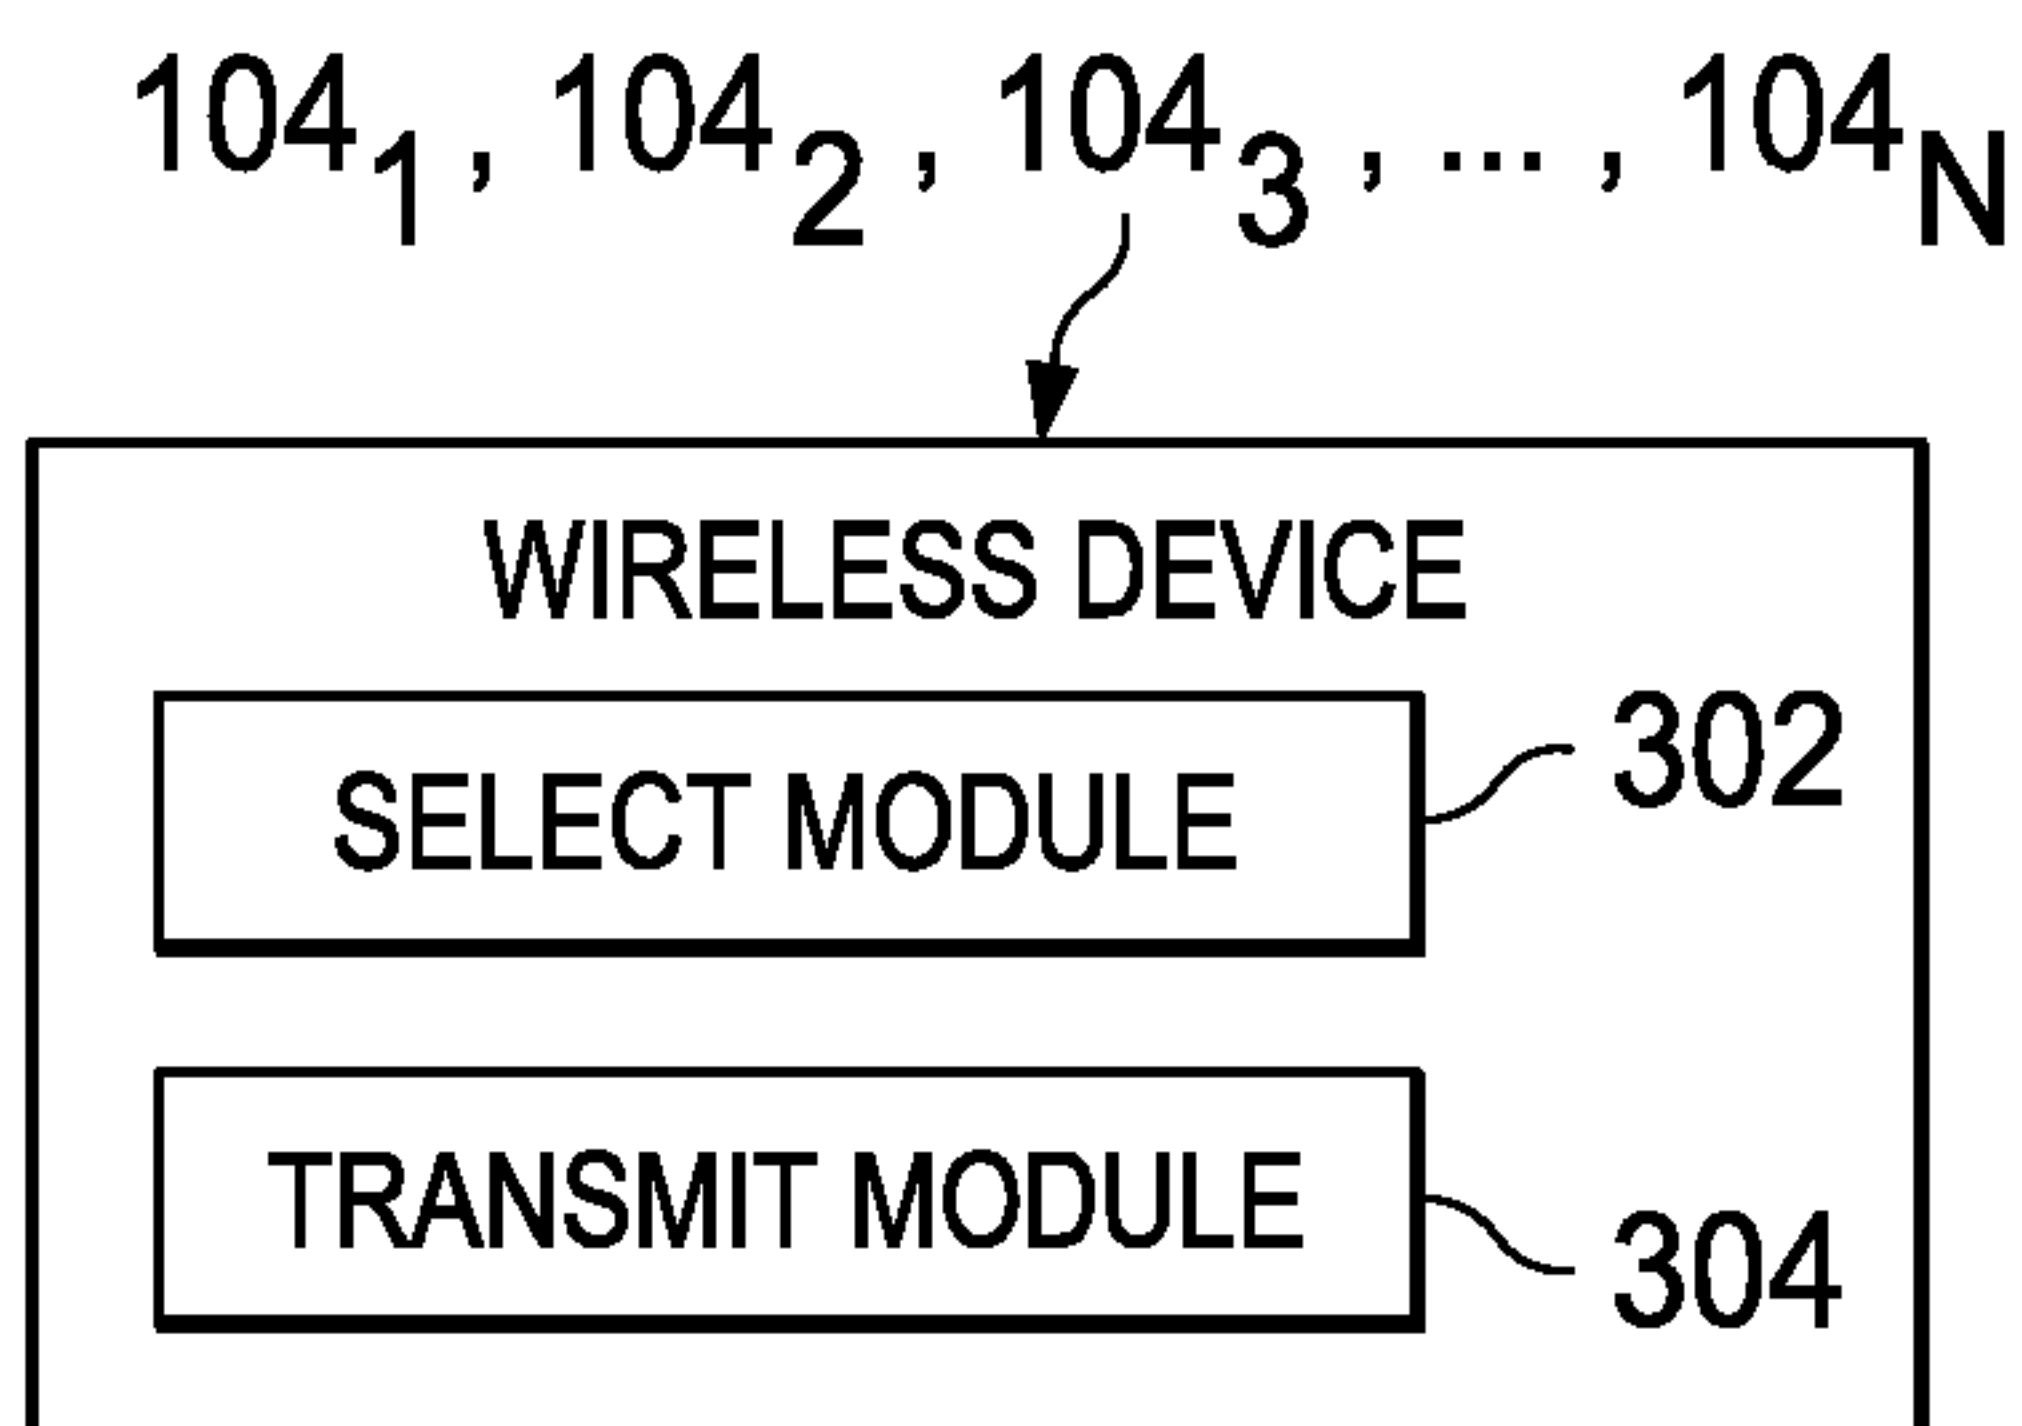 104₁, 104₂, 104₃, ..., 104N
WIRELESS DEVICE
SELECT MODULE
302
TRANSMIT MODULE
304